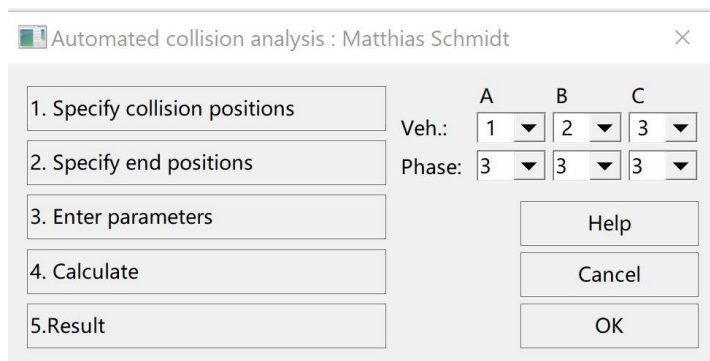 Automated collision analysis : Matthias Schmidt
1. Specify collision positions
2. Specify end positions
3. Enter parameters
4. Calculate
5.Result
A B C
Veh.: 1 2 3
Phase: 3 3 3
Help
Cancel
OK